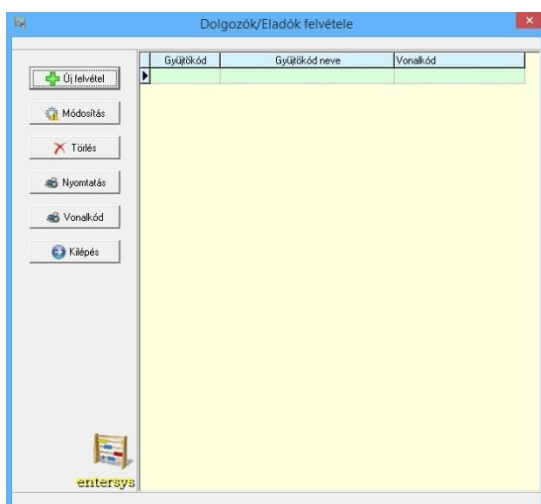 Dolgozók/Eladók felvétele
Gyűjtőkód Gyűjtőkód neve Vonalkód
Új felvétel
Módosítás
Törlés
Nyomtatás
Vonalkód
Kilépés
entersys